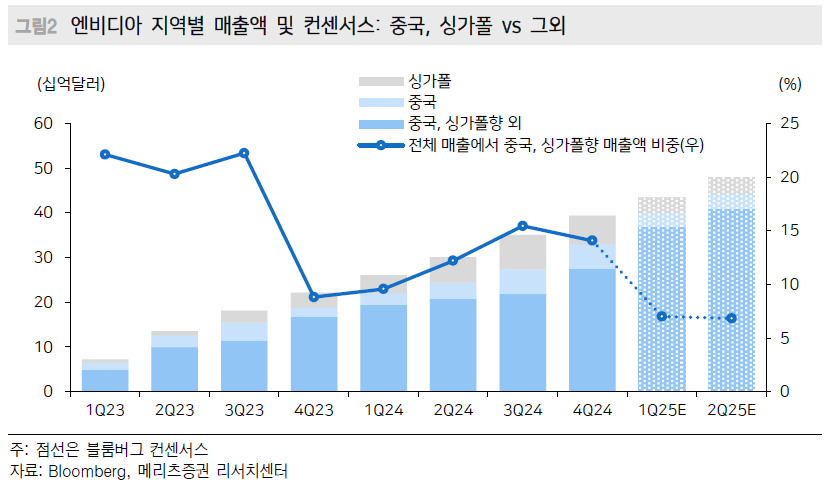 그림2 엔비디아 지역별 매출액 및 컨센서스: 중국, 싱가폴 vs 그외
(십억달러)
(%)
싱가폴
중국
중국, 싱가폴향 외
전체 매출에서 중국, 싱가폴향 매출액 비중(우)
60
50
40
30
20
10
0
25
20
15
10
5
0
1Q23 2Q23 3Q23 4Q23 1Q24 2Q24 3Q24 4Q24 1Q25E 2Q25E
주: 점선은 블룸버그 컨센서스
자료: Bloomberg, 메리츠증권 리서치센터